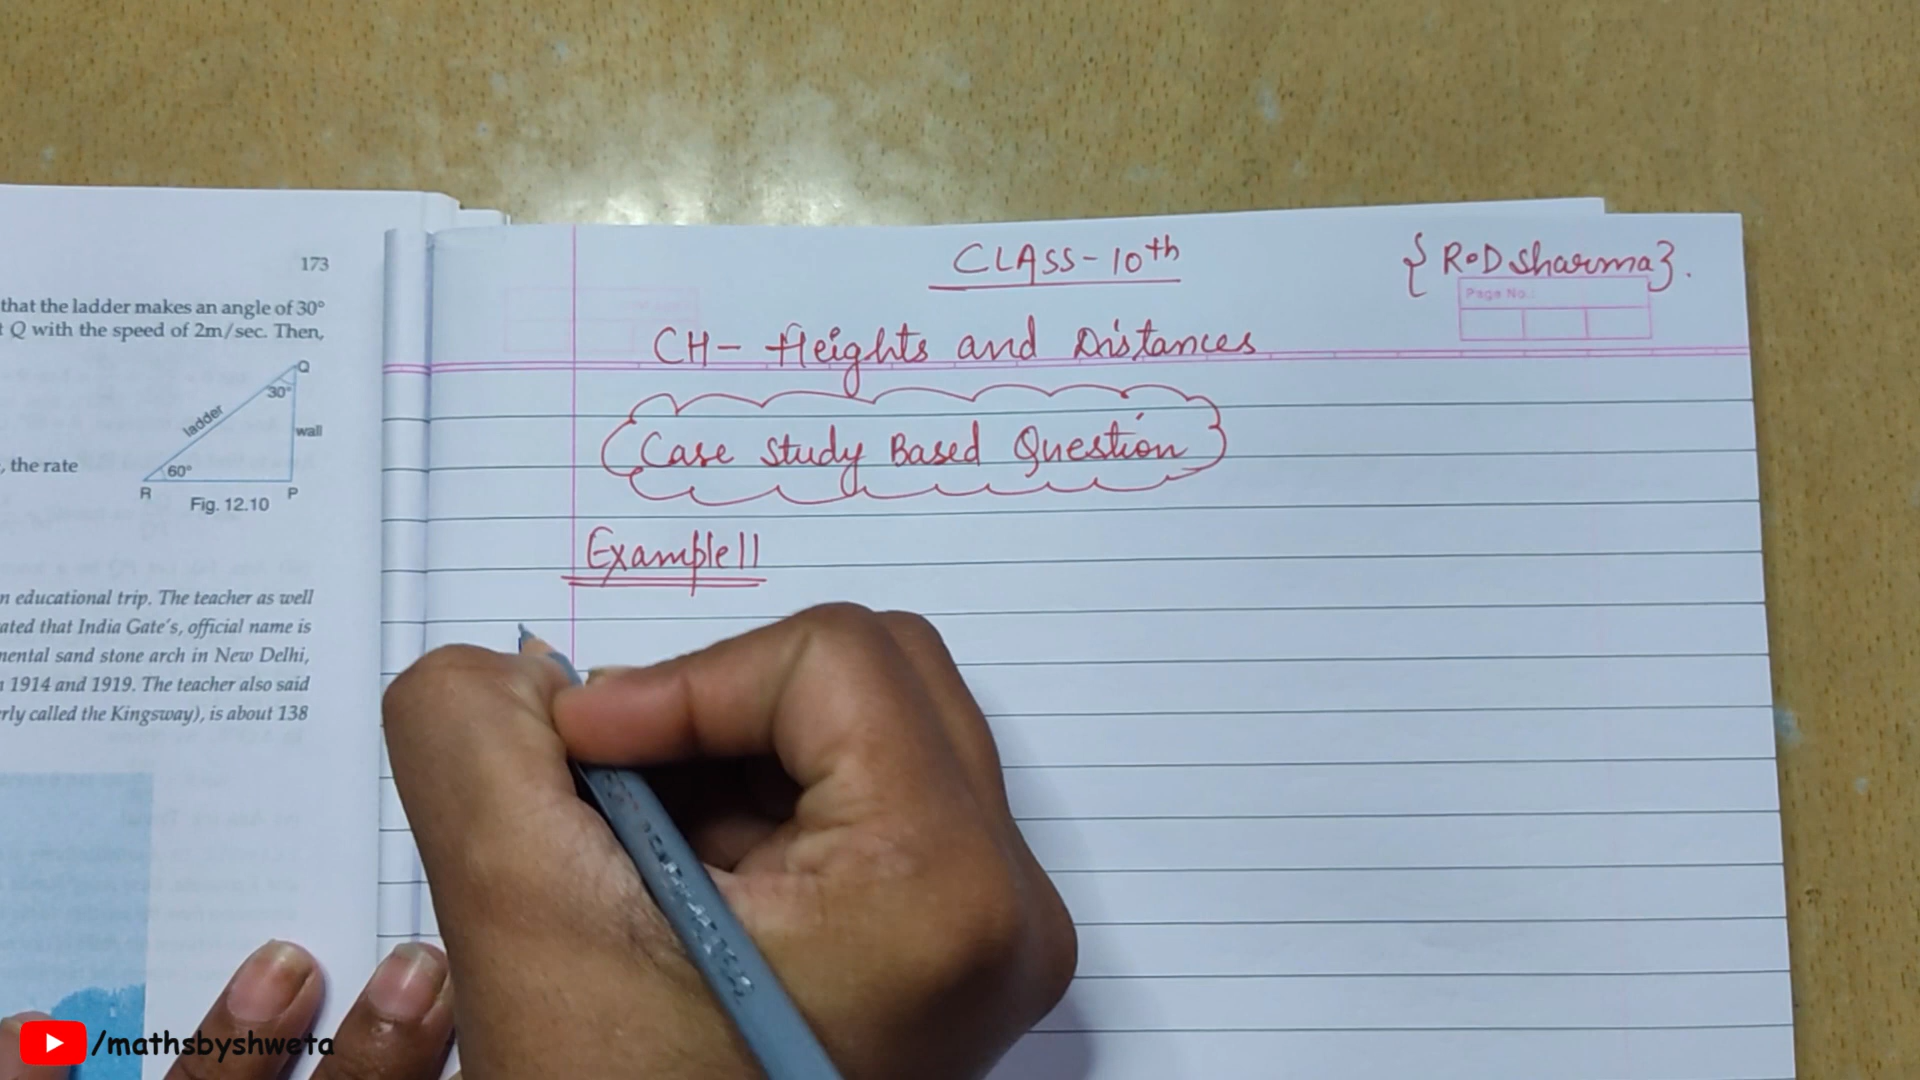 173
that the ladder makes an angle of 30°
Q with the speed of 2m/sec. Then,
Q
30°
ladder
wall
, the rate
60°
R
P
Fig. 12.10
n educational trip. The teacher as well
ated that India Gate's, official name is
mental sand stone arch in New Delhi,
1914 and 1919. The teacher also said
rly called the Kingsway), is about 138
CLASS-10th
{R.D Sharma}.
Page No.:
CH- Heights and Distances
Case Study Based Question
Example 11
/mathsbyshweta